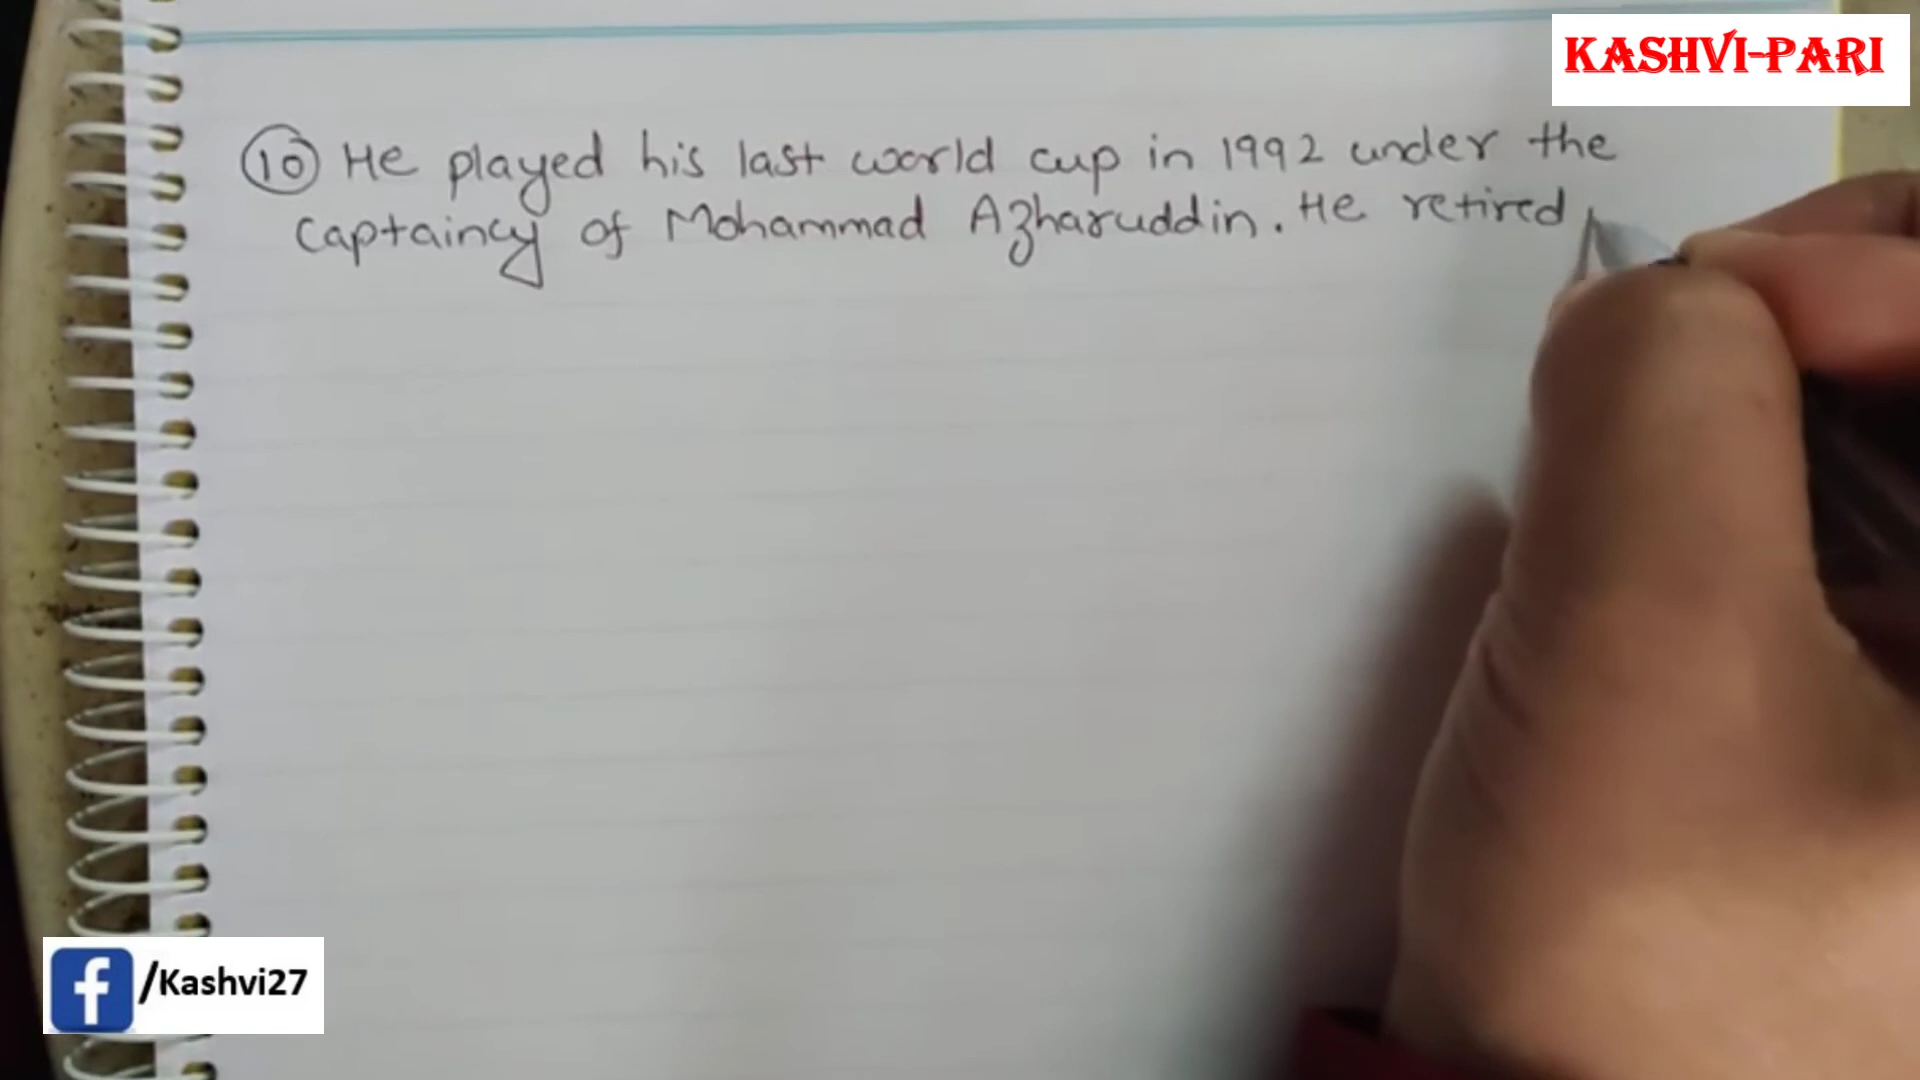 KASHVI-PARI
10 He played his last world cup in 1992 under the
captaincy of Mohammad Azharuddin. He retired
/Kashvi27